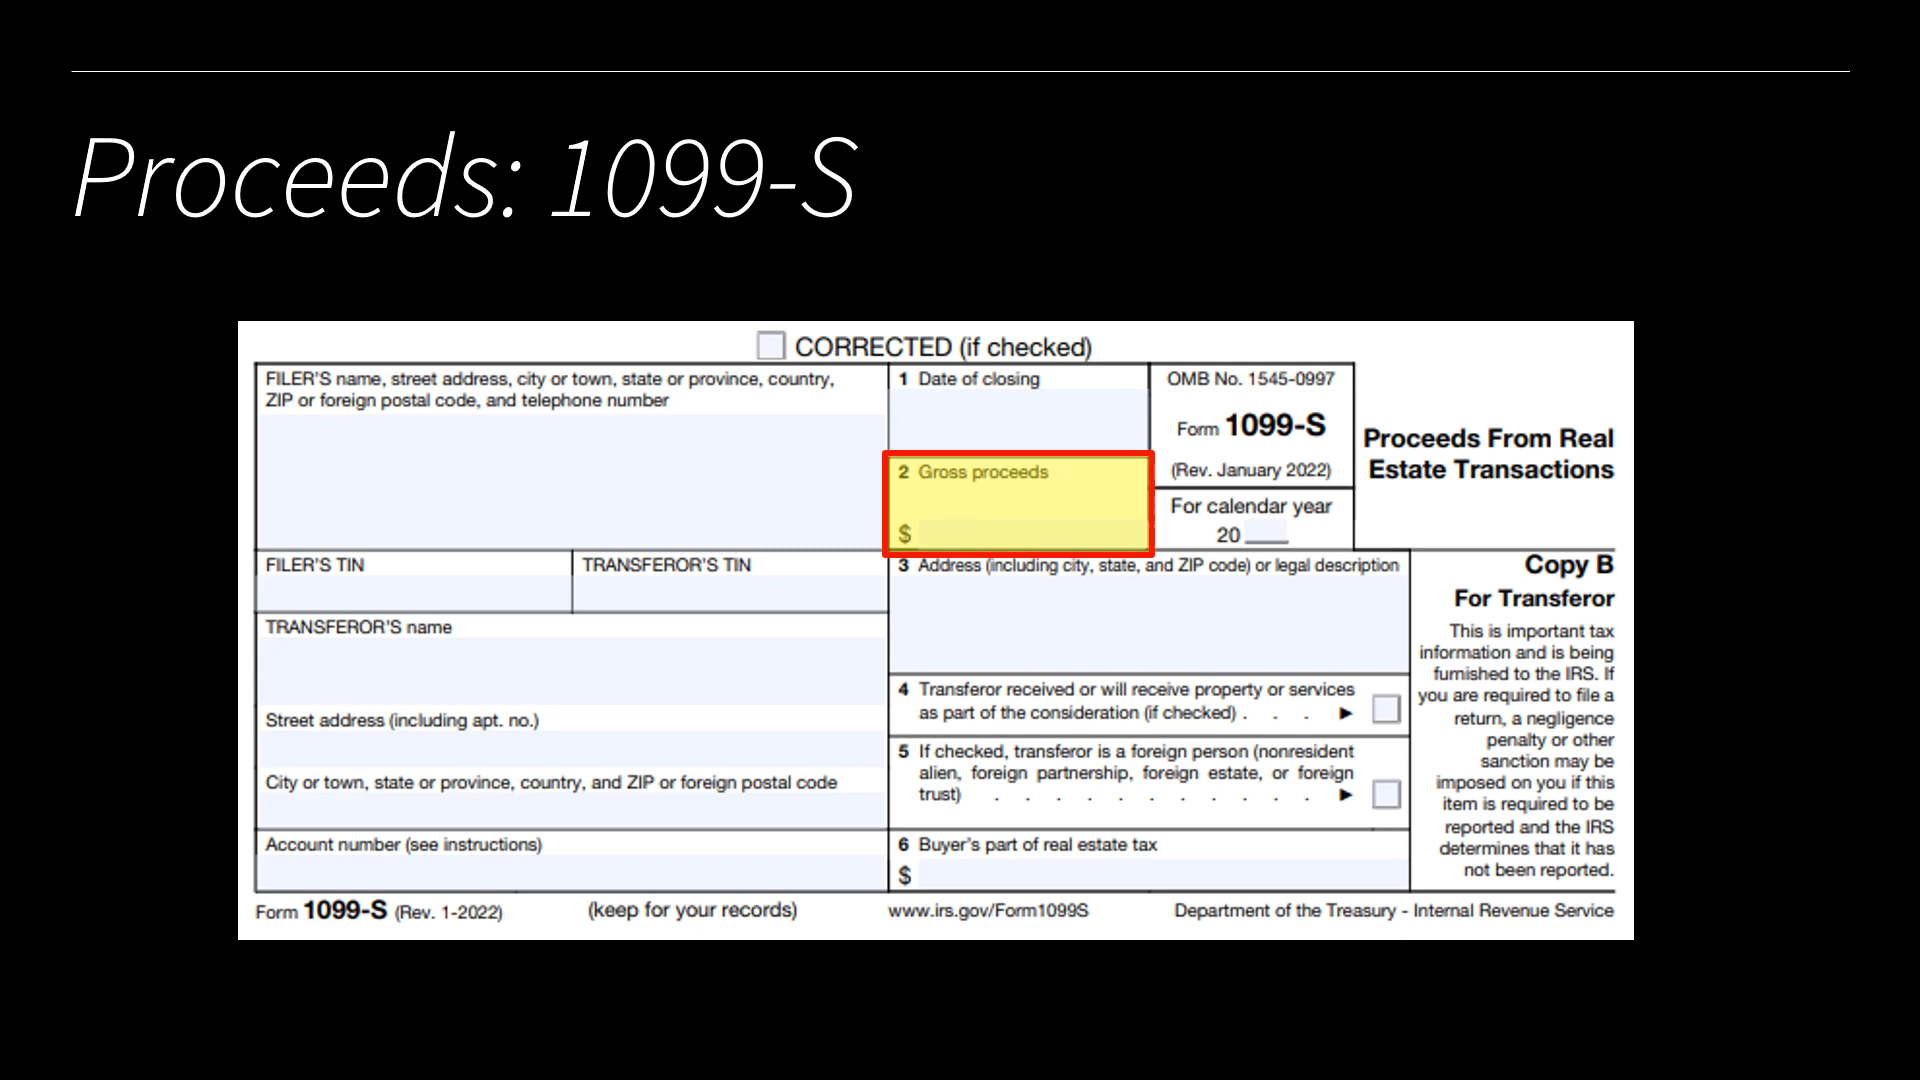 Proceeds: 1099-S
CORRECTED (if checked)
FILER'S name, street address, city or town, state or province, country,
ZIP or foreign postal code, and telephone number
1 Date of closing
OMB No. 1545-0997
Form 1099-S
(Rev. January 2022)
Proceeds From Real
Estate Transactions
2 Gross proceeds
$
For calendar year
20
FILER'S TIN
TRANSFEROR'S TIN
3 Address (including city, state, and ZIP code) or legal description
Copy B
For Transferor
This is important tax
information and is being
furnished to the IRS. If
you are required to file a
return, a negligence
penalty or other
sanction may be
imposed on you if this
item is required to be
reported and the IRS
determines that it has
not been reported.
TRANSFEROR'S name
Street address (including apt. no.)
City or town, state or province, country, and ZIP or foreign postal code
4 Transferor received or will receive property or services
as part of the consideration (if checked) . . . ▶
5 If checked, transferor is a foreign person (nonresident
alien, foreign partnership, foreign estate, or foreign
trust) . . . . . . . . . . . ▶
Account number (see instructions)
6 Buyer's part of real estate tax
$
Form 1099-S (Rev. 1-2022)
(keep for your records)
www.irs.gov/Form1099S
Department of the Treasury - Internal Revenue Service